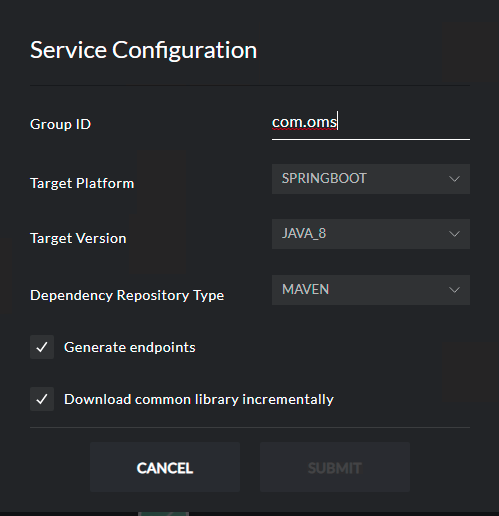 Service Configuration
Group ID com.oms
Target Platform SPRINGBOOT
Target Version JAVA_8
Dependency Repository Type MAVEN
Generate endpoints
Download common library incrementally
CANCEL SUBMIT